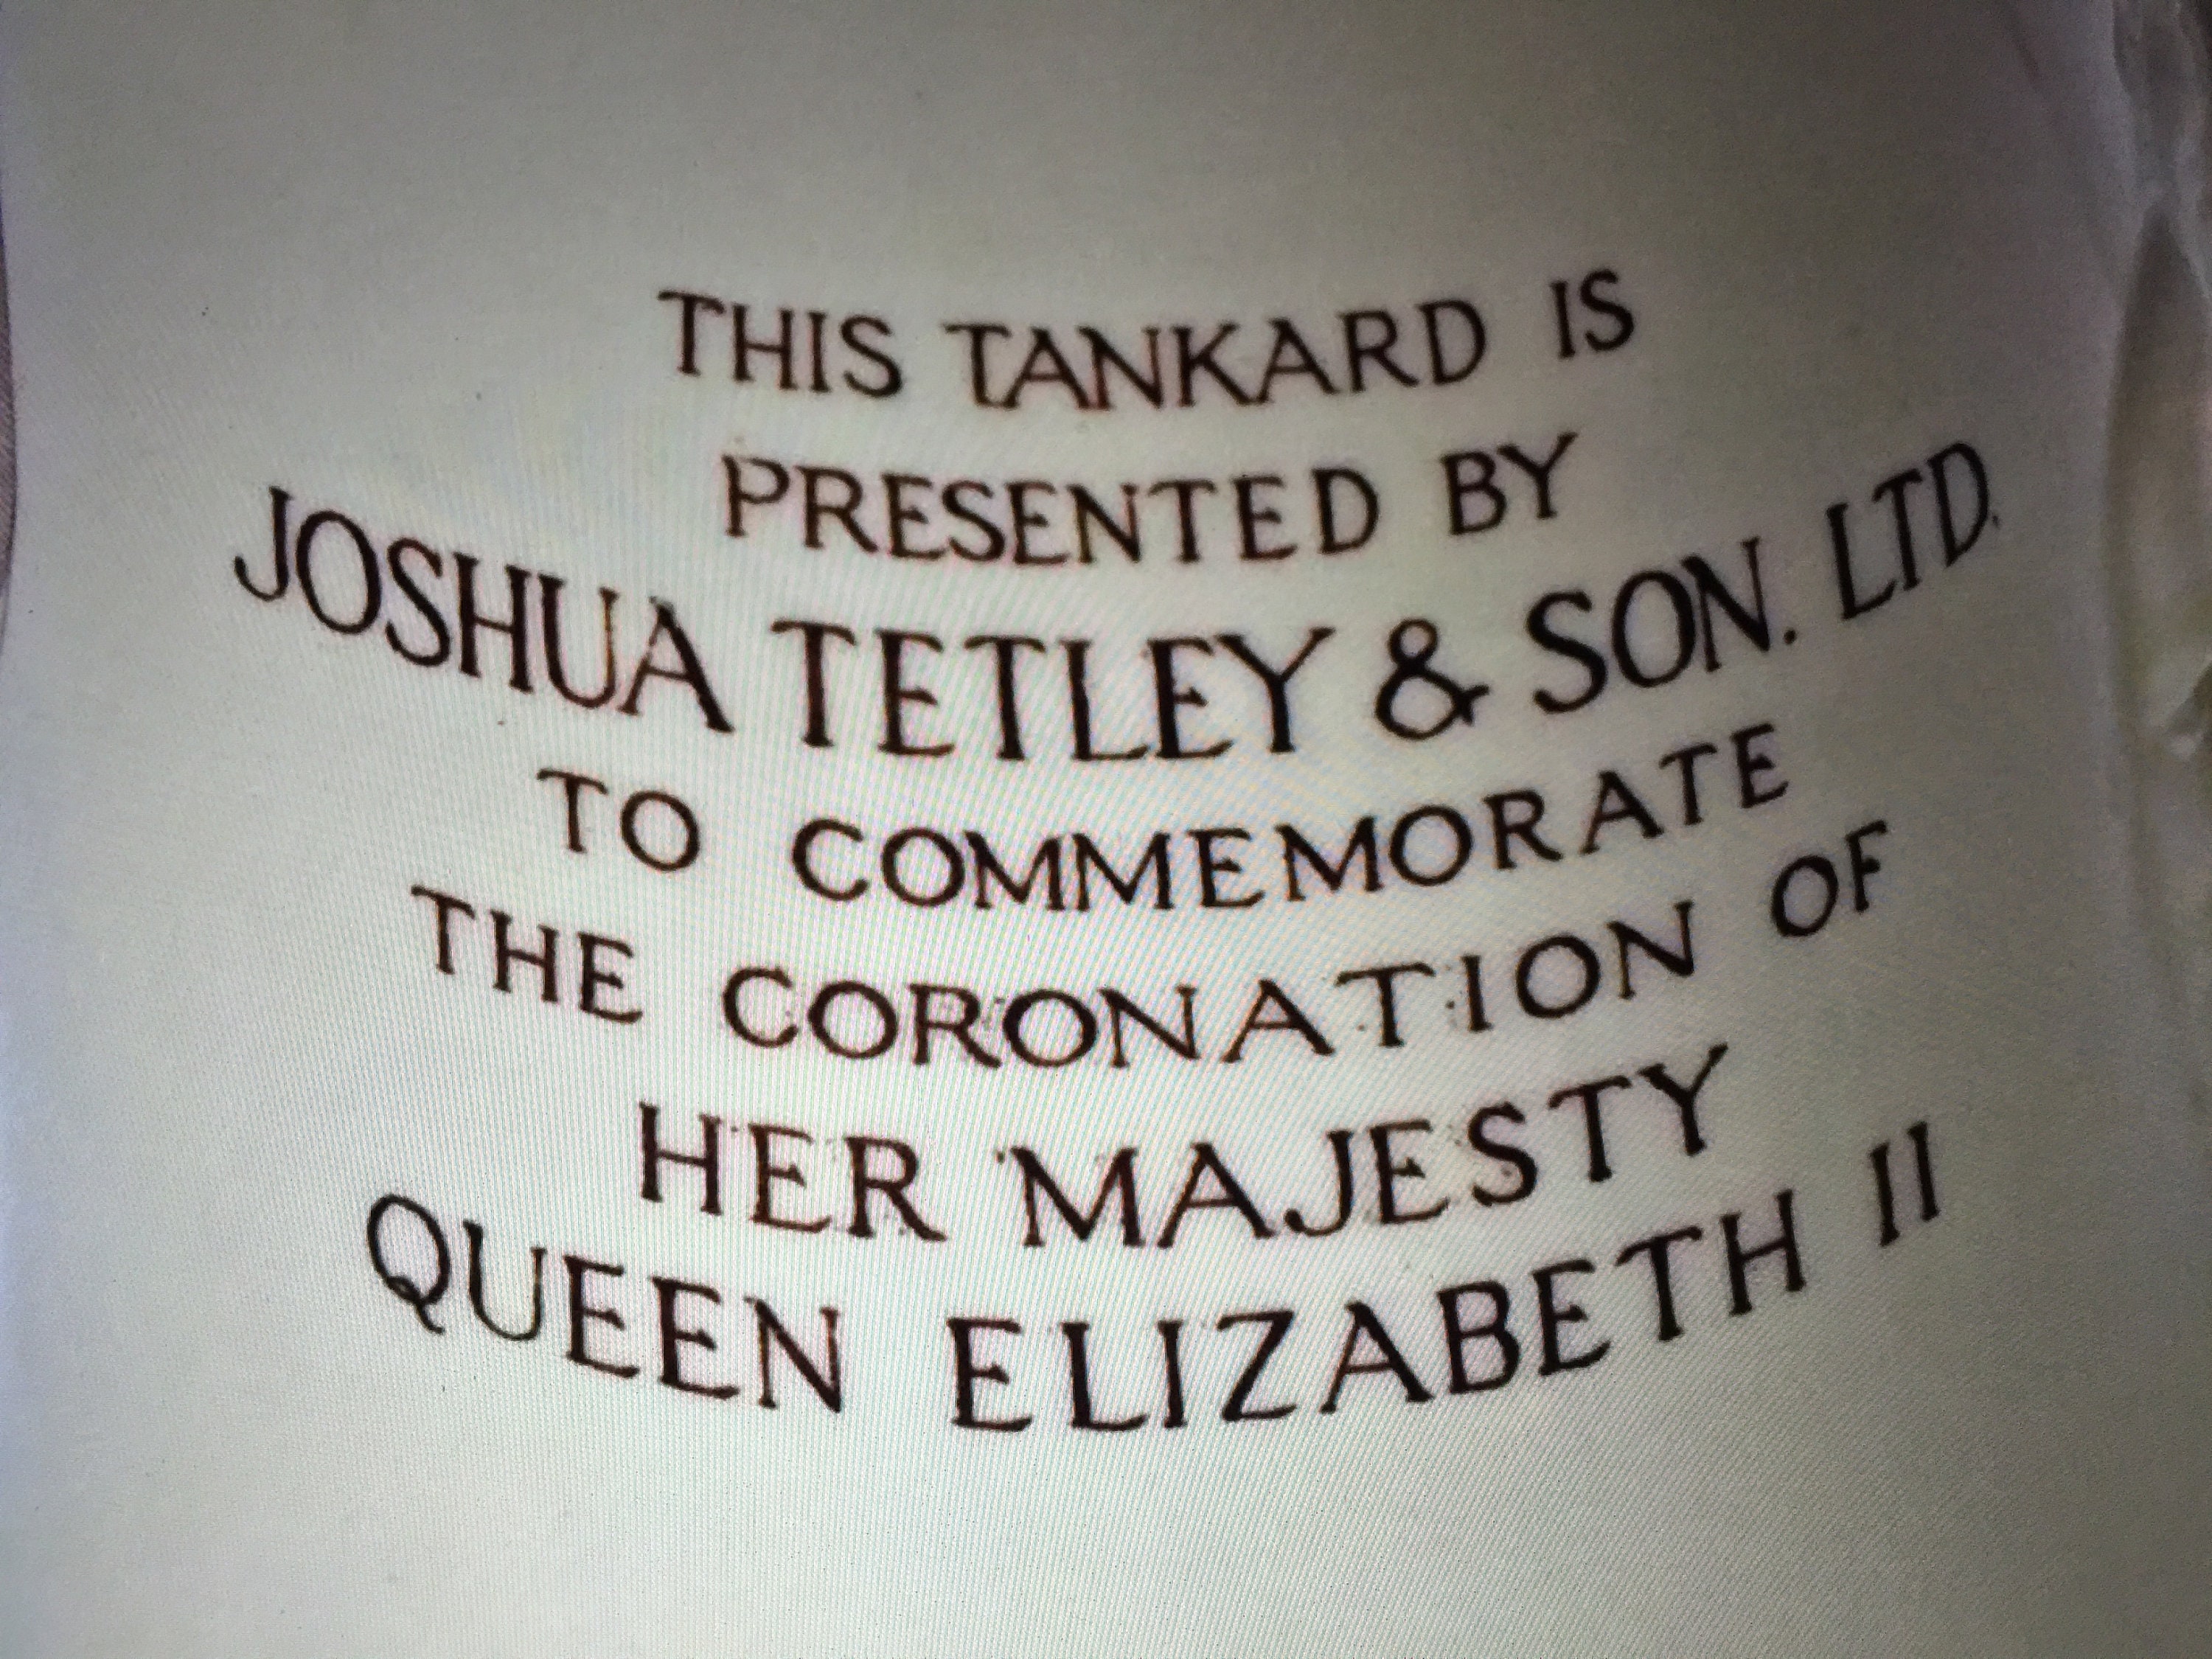 THIS TANKARD IS
PRESENTED BY
JOSHUA TETLEY & SON. LTD.
TO COMMEMORATE
THE CORONATION OF
HER MAJESTY
QUEEN ELIZABETH II